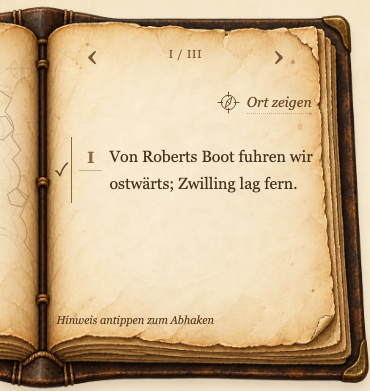 I / III
Ort zeigen
I Von Roberts Boot fuhren wir
ostwärts; Zwilling lag fern.
Hinweis antippen zum Abhaken